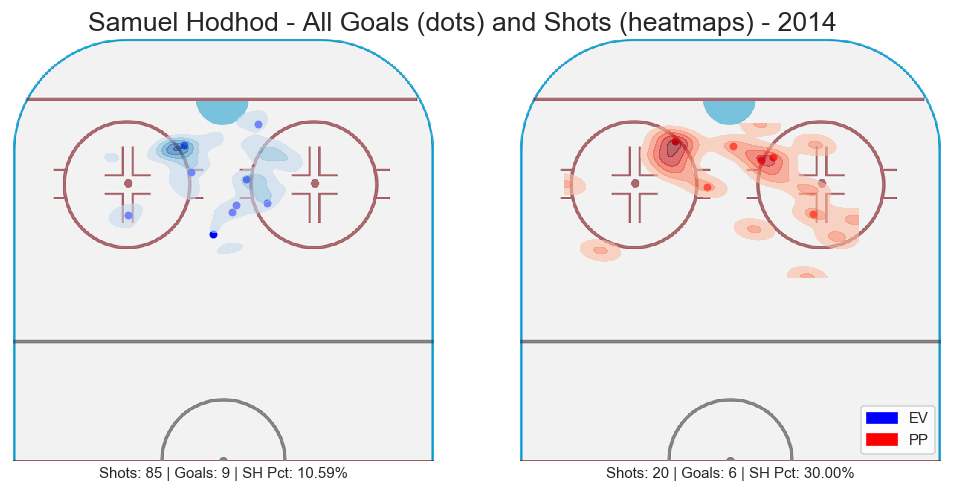 Samuel Hodhod - All Goals (dots) and Shots (heatmaps) - 2014
EV
PP
Shots: 85 | Goals: 9 | SH Pct: 10.59%
Shots: 20 | Goals: 6 | SH Pct: 30.00%